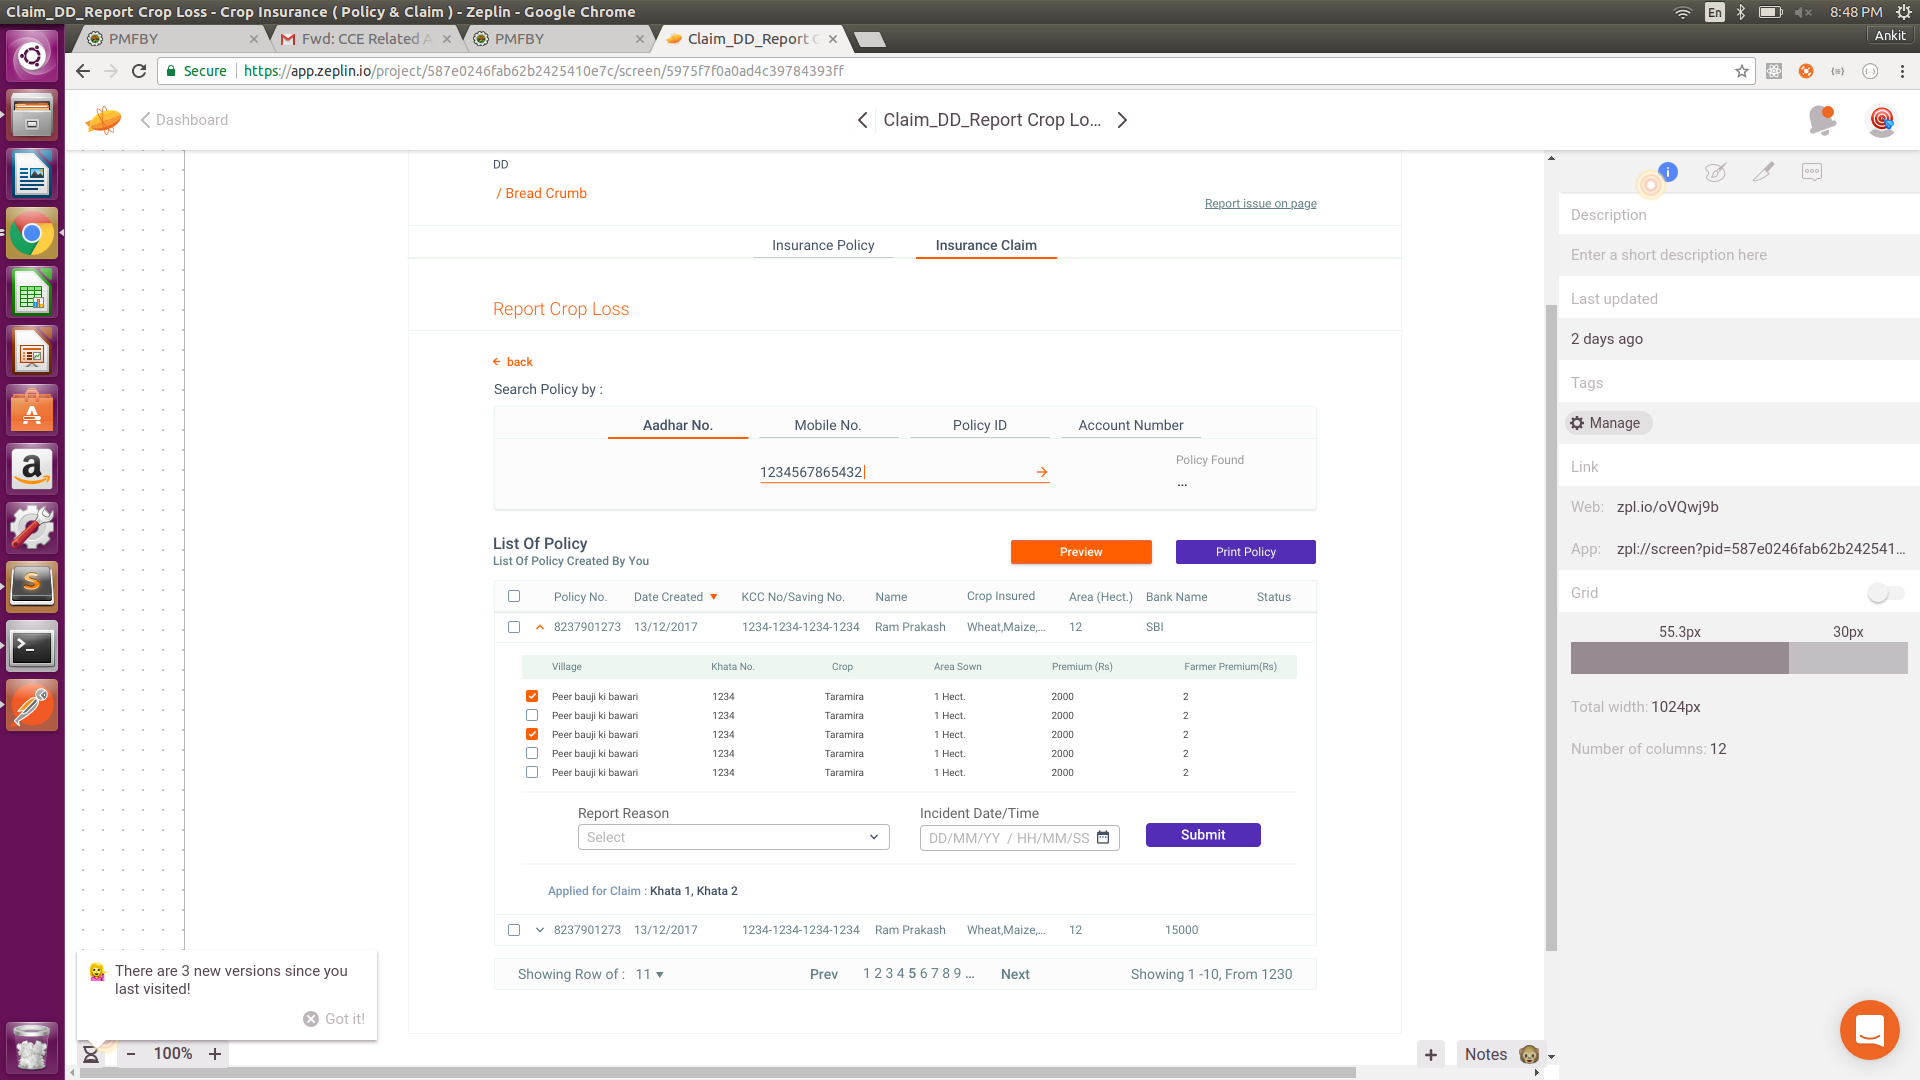 Claim_DD_Report Crop Loss - Crop Insurance ( Policy & Claim ) - Zeplin - Google Chrome
En
8:48 PM
PMFBY
Fwd: CCE Related A
PMFBY
Claim_DD_Report C
Ankit
Secure
https://app.zeplin.io/project/587e0246fab62b2425410e7c/screen/5975f7f0a0ad4c39784393ff
Dashboard
Claim_DD_Report Crop Lo...
DD
/ Bread Crumb
Report issue on page
Insurance Policy
Insurance Claim
Report Crop Loss
back
Search Policy by :
Aadhar No.
Mobile No.
Policy ID
Account Number
1234567865432
Policy Found
...
List Of Policy
List Of Policy Created By You
Preview
Print Policy
Policy No. Date Created KCC No/Saving No. Name Crop Insured Area (Hect.) Bank Name Status
8237901273 13/12/2017 1234-1234-1234-1234 Ram Prakash Wheat,Maize,... 12 SBI
Village Khata No. Crop Area Sown Premium (Rs) Farmer Premium(Rs)
Peer bauji ki bawari 1234 Taramira 1 Hect. 2000 2
Peer bauji ki bawari 1234 Taramira 1 Hect. 2000 2
Peer bauji ki bawari 1234 Taramira 1 Hect. 2000 2
Peer bauji ki bawari 1234 Taramira 1 Hect. 2000 2
Peer bauji ki bawari 1234 Taramira 1 Hect. 2000 2
Report Reason
Select
Incident Date/Time
DD/MM/YY / HH/MM/SS
Submit
Applied for Claim : Khata 1, Khata 2
8237901273 13/12/2017 1234-1234-1234-1234 Ram Prakash Wheat,Maize,... 12 15000
Showing Row of : 11
Prev 1 2 3 4 5 6 7 8 9 ... Next
Showing 1 -10, From 1230
There are 3 new versions since you
last visited!
Got it!
- 100% +
+
Notes
Description
Enter a short description here
Last updated
2 days ago
Tags
Manage
Link
Web: zpl.io/oVQwj9b
App: zpl://screen?pid=587e0246fab62b242541...
Grid
55.3px
30px
Total width: 1024px
Number of columns: 12